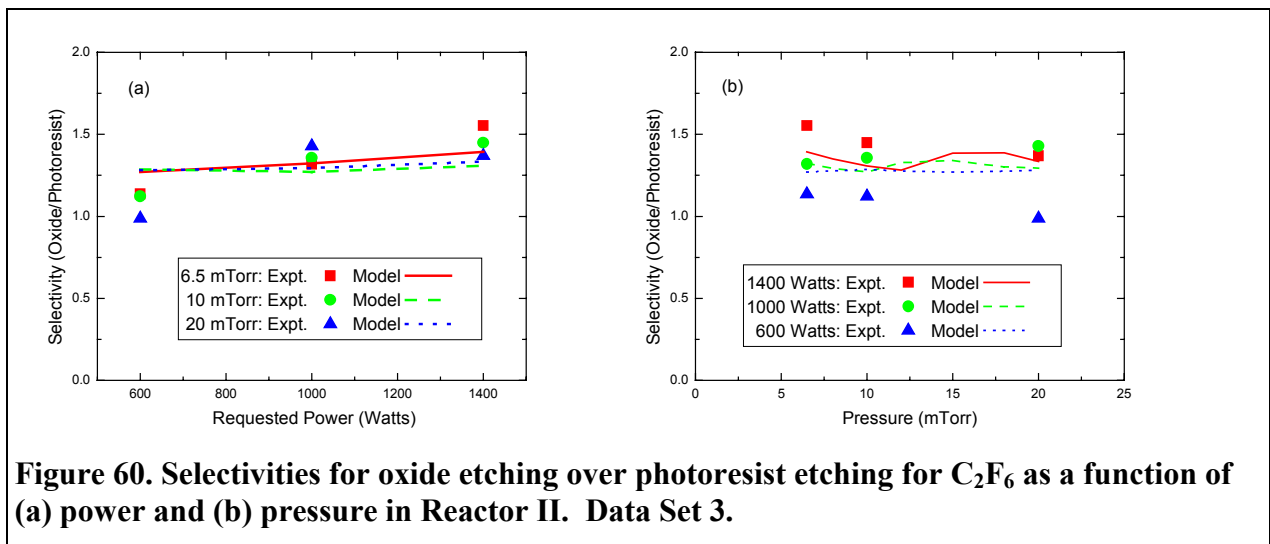 2.0
1.5
1.0
0.5
0.0
Selectivity (Oxide/Photoresist)
(a)
6.5 mTorr: Expt. Model
10 mTorr: Expt. Model
20 mTorr: Expt. Model
600 800 1000 1200 1400
Requested Power (Watts)
2.0
1.5
1.0
0.5
0.0
Selectivity (Oxide/Photoresist)
(b)
1400 Watts: Expt. Model
1000 Watts: Expt. Model
600 Watts: Expt. Model
0 5 10 15 20 25
Pressure (mTorr)
Figure 60. Selectivities for oxide etching over photoresist etching for C₂F₆ as a function of
(a) power and (b) pressure in Reactor II. Data Set 3.